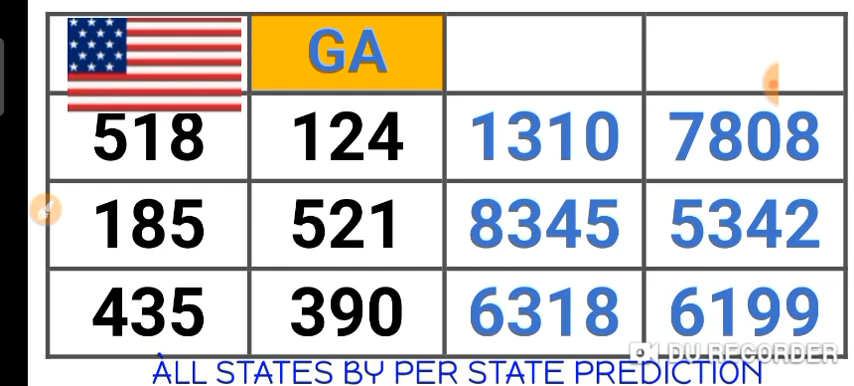 GA
518 124 1310 7808
185 521 8345 5342
435 390 6318 6199
DU RECORDER
ÀLL STATES BY PER STATE PREDICTION